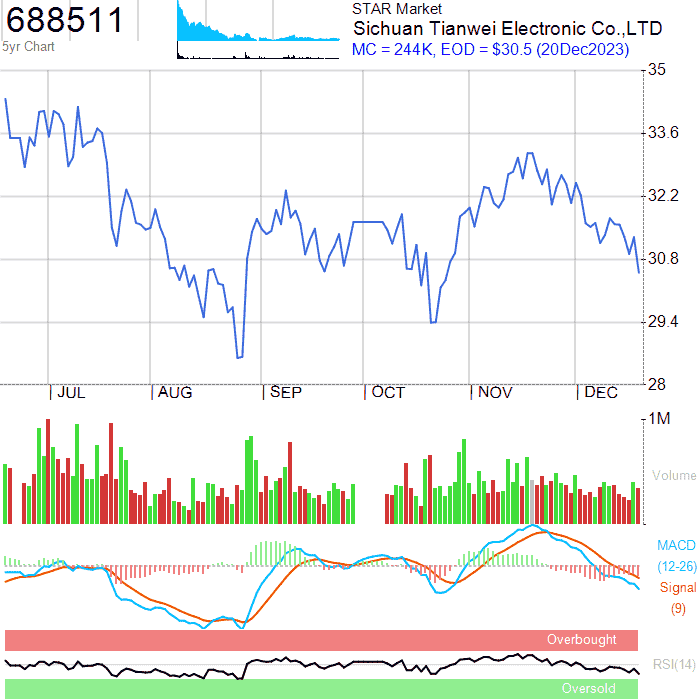 688511
5yr Chart
STAR Market
Sichuan Tianwei Electronic Co.,LTD
MC = 244K, EOD = $30.5 (20Dec2023)
35
33.6
32.2
30.8
29.4
28
JUL AUG SEP OCT NOV DEC
1M
Volume
MACD
(12-26)
Signal
(9)
Overbought
RSI(14)
Oversold